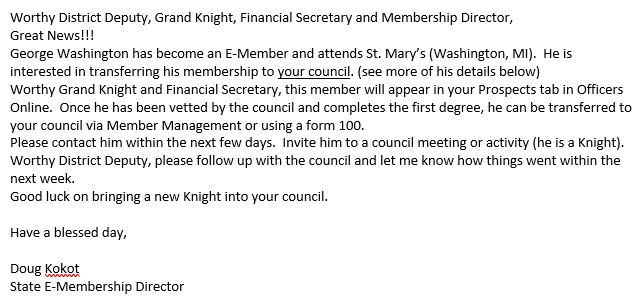 Worthy District Deputy, Grand Knight, Financial Secretary and Membership Director,
Great News!!!
George Washington has become an E-Member and attends St. Mary’s (Washington, MI).  He is
interested in transferring his membership to your council. (see more of his details below)
Worthy Grand Knight and Financial Secretary, this member will appear in your Prospects tab in Officers
Online.  Once he has been vetted by the council and completes the first degree, he can be transferred to
your council via Member Management or using a form 100.
Please contact him within the next few days.  Invite him to a council meeting or activity (he is a Knight).
Worthy District Deputy, please follow up with the council and let me know how things went within the
next week.
Good luck on bringing a new Knight into your council.

Have a blessed day,

Doug Kokot
State E-Membership Director